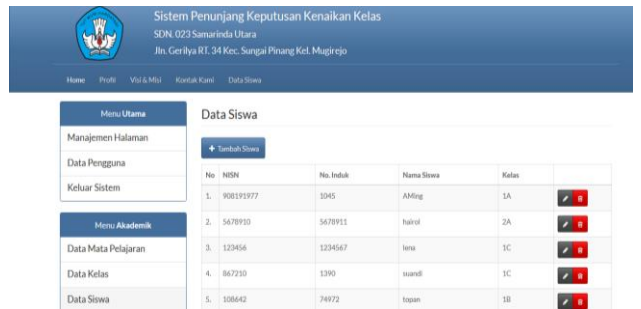 Sistem Penunjang Keputusan Kenaikan Kelas
SDN. 023 Samarinda Utara
Jln. Gerilya RT. 34 Kec. Sungai Pinang Kel. Mugirejo
Home Profil Visi & Misi Kontak Kami Data Siswa
Menu Utama
Manajemen Halaman
Data Pengguna
Keluar Sistem
Menu Akademik
Data Mata Pelajaran
Data Kelas
Data Siswa
Data Siswa
+ Tambah Siswa
No NISN No. Induk Nama Siswa Kelas
1. 908191977 1045 AMing 1A
2. 5678910 5678911 hairol 2A
3. 123456 1234567 lena 1C
4. 867210 1390 suandi 1C
5. 108642 74972 topan 1B